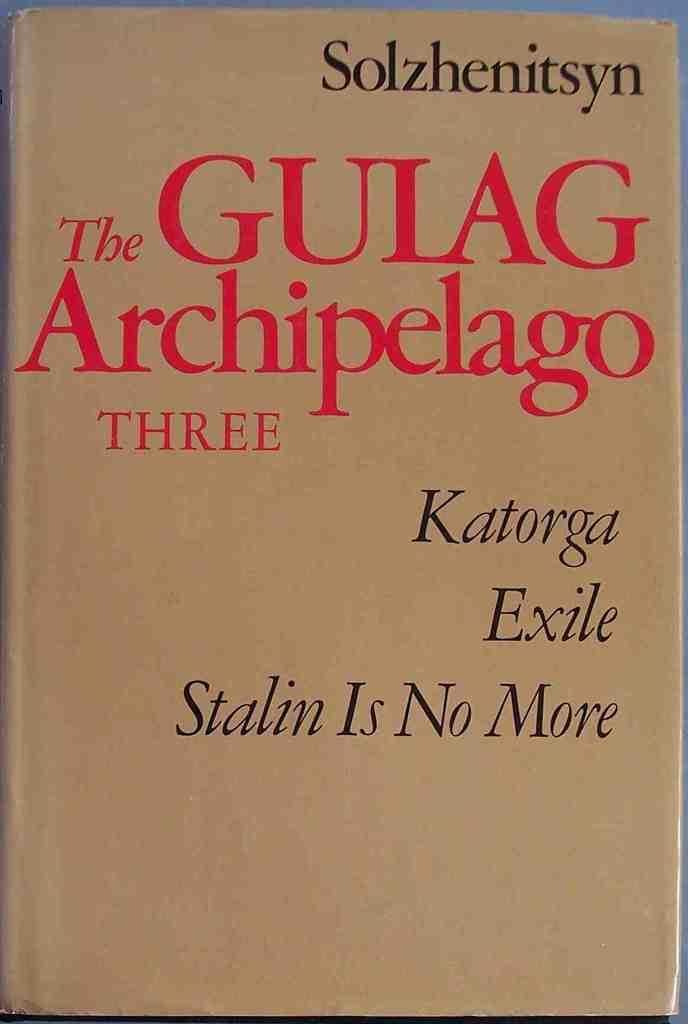 Solzhenitsyn
The GULAG
Archipelago
THREE
Katorga
Exile
Stalin Is No More